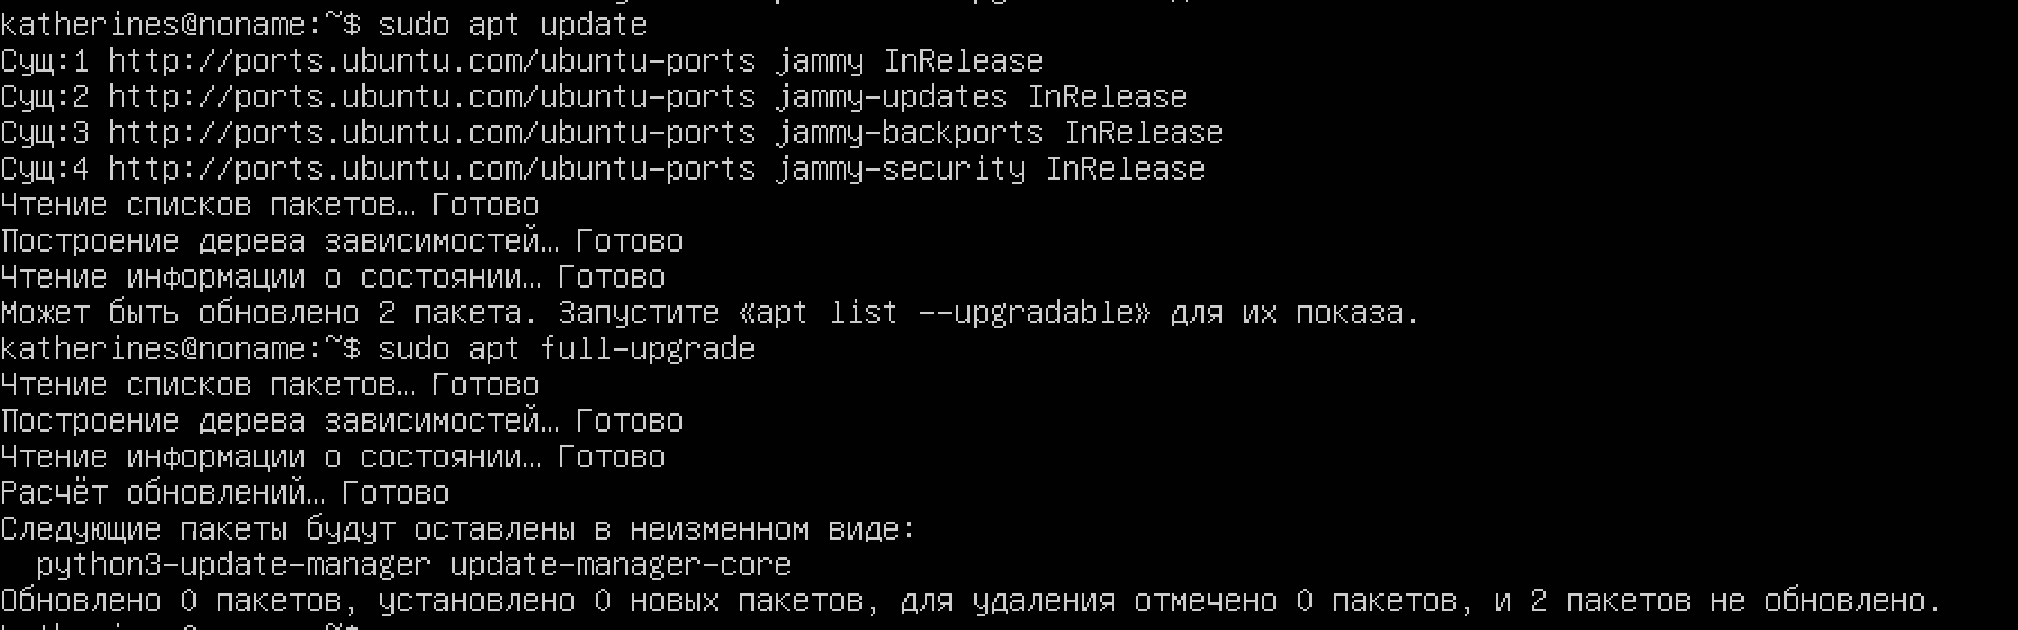 katherines@noname:~$ sudo apt update
Сущ:1 http://ports.ubuntu.com/ubuntu-ports jammy InRelease
Сущ:2 http://ports.ubuntu.com/ubuntu-ports jammy-updates InRelease
Сущ:3 http://ports.ubuntu.com/ubuntu-ports jammy-backports InRelease
Сущ:4 http://ports.ubuntu.com/ubuntu-ports jammy-security InRelease
Чтение списков пакетов… Готово
Построение дерева зависимостей… Готово
Чтение информации о состоянии… Готово
Может быть обновлено 2 пакета. Запустите «apt list --upgradable» для их показа.
katherines@noname:~$ sudo apt full-upgrade
Чтение списков пакетов… Готово
Построение дерева зависимостей… Готово
Чтение информации о состоянии… Готово
Расчёт обновлений… Готово
Следующие пакеты будут оставлены в неизменном виде:
  python3-update-manager update-manager-core
Обновлено 0 пакетов, установлено 0 новых пакетов, для удаления отмечено 0 пакетов, и 2 пакетов не обновлено.